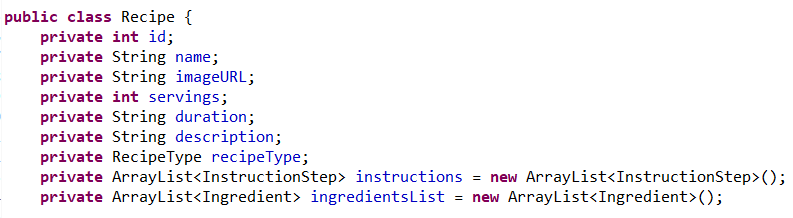 public class Recipe {
private int id;
private String name;
private String imageURL;
private int servings;
private String duration;
private String description;
private RecipeType recipeType;
private ArrayList<InstructionStep> instructions = new ArrayList<InstructionStep>();
private ArrayList<Ingredient> ingredientsList = new ArrayList<Ingredient>();